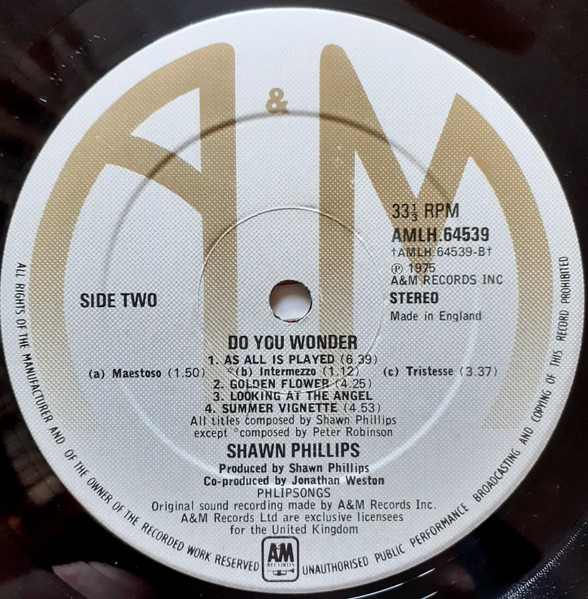 A & M
33⅓ RPM
AMLH.64539
†AMLH.64539-B†
℗ 1975
A&M RECORDS INC
STEREO
Made in England
SIDE TWO
DO YOU WONDER
1. AS ALL IS PLAYED (6.39)
(a) Maestoso (1.50) *(b) Intermezzo (1.12) (c) Tristesse (3.37)
2. GOLDEN FLOWER (4.25)
3. LOOKING AT THE ANGEL
4. SUMMER VIGNETTE (4.53)
All titles composed by Shawn Phillips
except *composed by Peter Robinson
SHAWN PHILLIPS
Produced by Shawn Phillips
Co-produced by Jonathan Weston
PHLIPSONGS
Original sound recording made by A&M Records Inc.
A&M Records Ltd are exclusive licensees
for the United Kingdom
ALL RIGHTS OF THE MANUFACTURER AND OF THE OWNER OF THE RECORDED WORK RESERVED
UNAUTHORISED PUBLIC PERFORMANCE BROADCASTING AND COPYING OF THIS RECORD PROHIBITED
A&M
RECORDS